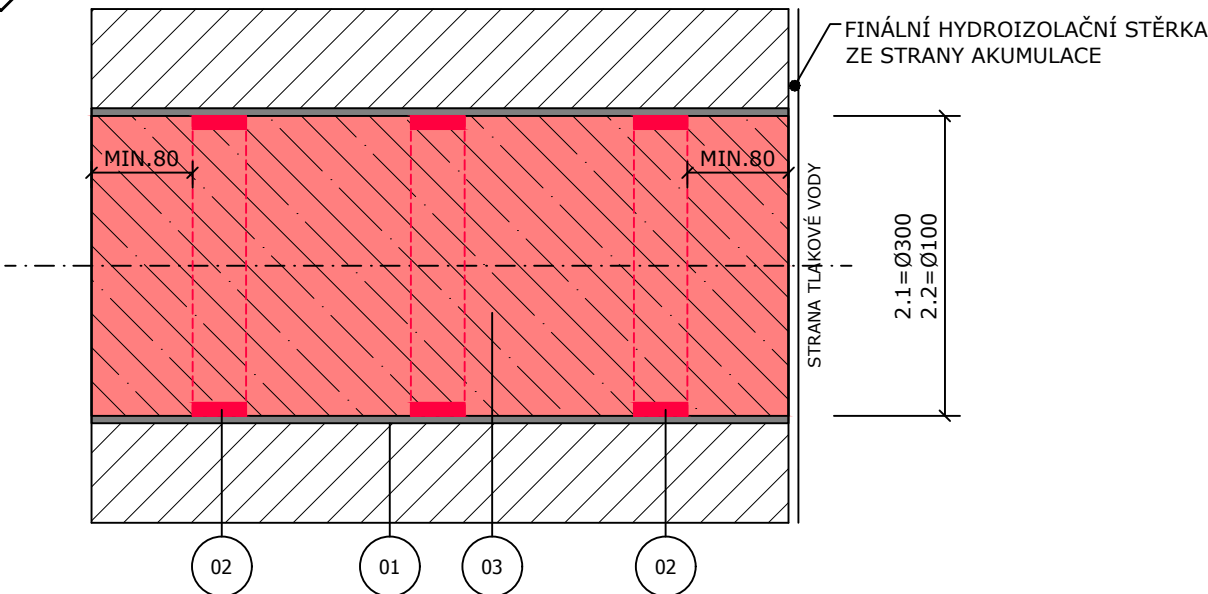 FINÁLNÍ HYDROIZOLAČNÍ STĚRKA
ZE STRANY AKUMULACE
MIN.80
MIN.80
STRANA TLAKOVÉ VODY
2.1=Ø300
2.2=Ø100
02
01
03
02